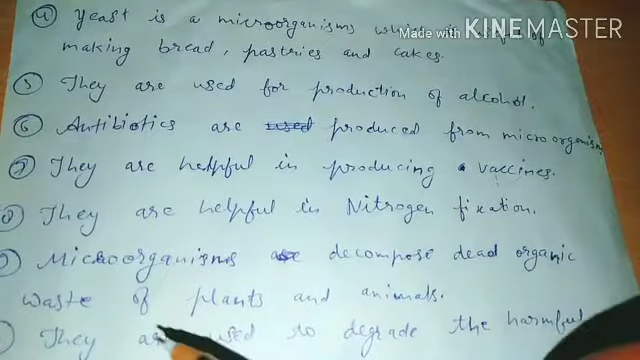 ④ Yeast is a microorganisms which
Made with KINEMASTER
making bread, pastries and cakes.
⑤ They are used for production of alcohol.
⑥ Antibiotics are used produced from microorganism
⑦ They are helpful in producing vaccines.
⑧ They are helpful in Nitrogen fixation.
Microorganisms are decompose dead organic
waste of plants and animals.
They are used to degrade the harmful